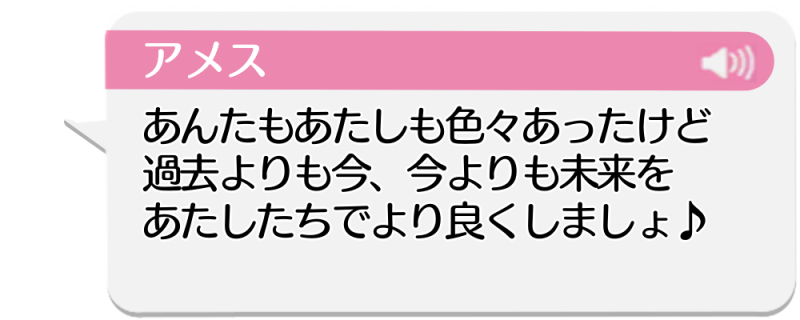 アメス
あんたもあたしも色々あったけど
過去よりも今、今よりも未来を
あたしたちでより良くしましょ♪